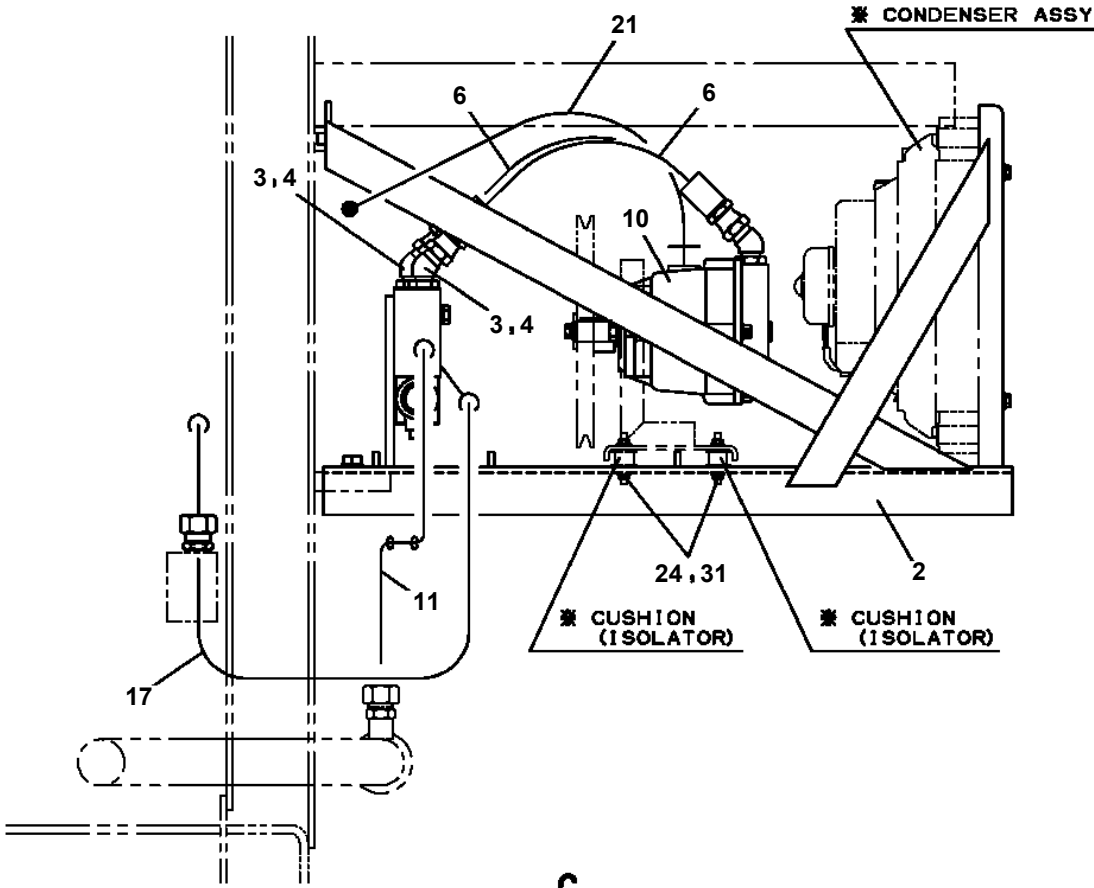 ※ CONDENSER ASSY
21
6
6
3,4
10
3,4
24,31
2
11
※ CUSHION
(ISOLATOR)
※ CUSHION
(ISOLATOR)
17